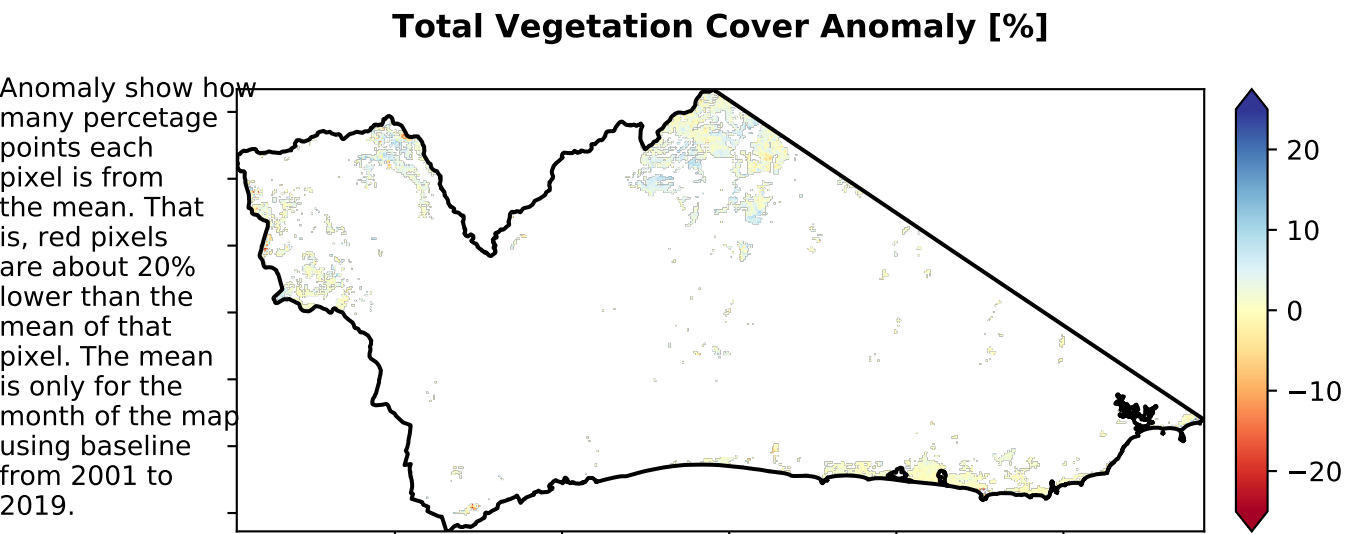 Total Vegetation Cover Anomaly [%]
Anomaly show how
many percetage
points each
pixel is from
the mean. That
is, red pixels
are about 20%
lower than the
mean of that
pixel. The mean
is only for the
month of the map
using baseline
from 2001 to
2019.
20
10
0
−10
−20